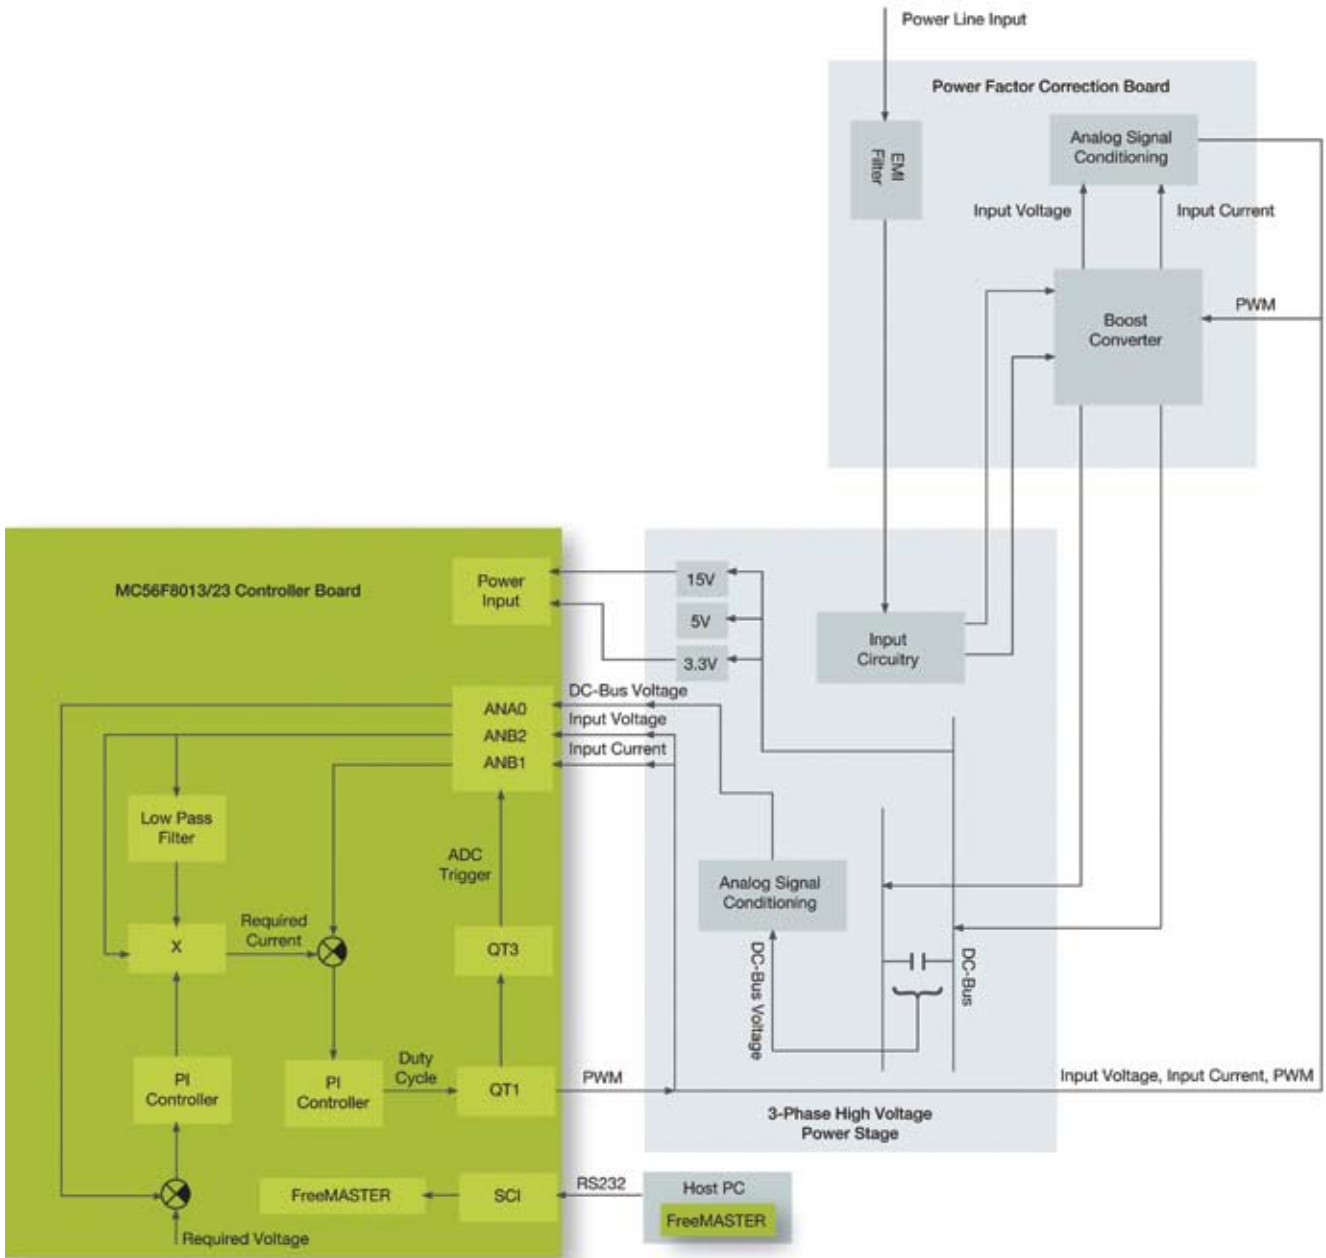 Power Line Input
Power Factor Correction Board
EMI
Filter
Analog Signal
Conditioning
Input Voltage
Input Current
Boost
Converter
PWM
MC56F8013/23 Controller Board
Power
Input
15V
5V
3.3V
Input
Circuitry
DC-Bus Voltage
Input Voltage
Input Current
ANA0
ANB2
ANB1
Low Pass
Filter
ADC
Trigger
Analog Signal
Conditioning
Required
Current
X
QT3
DC-Bus Voltage
DC-Bus
PI
Controller
PI
Controller
Duty
Cycle
QT1
PWM
Input Voltage, Input Current, PWM
3-Phase High Voltage
Power Stage
FreeMASTER
SCI
RS232
Host PC
FreeMASTER
Required Voltage